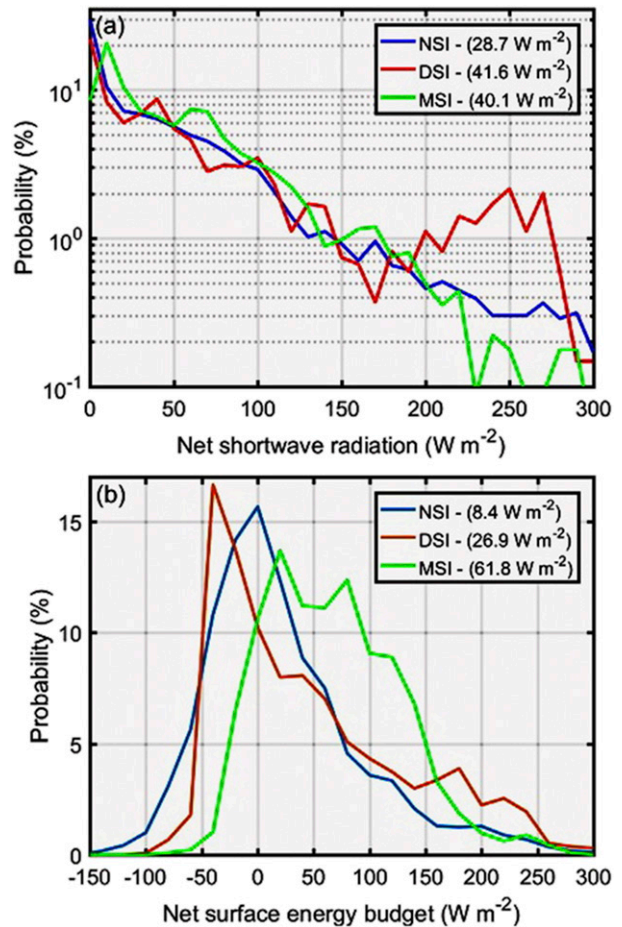 (a)
NSI - (28.7 W m⁻²)
DSI - (41.6 W m⁻²)
MSI - (40.1 W m⁻²)
Probability (%)
10¹
10⁰
10⁻¹
0 50 100 150 200 250 300
Net shortwave radiation (W m⁻²)
(b)
NSI - (8.4 W m⁻²)
DSI - (26.9 W m⁻²)
MSI - (61.8 W m⁻²)
Probability (%)
15
10
5
0
-150 -100 -50 0 50 100 150 200 250 300
Net surface energy budget (W m⁻²)